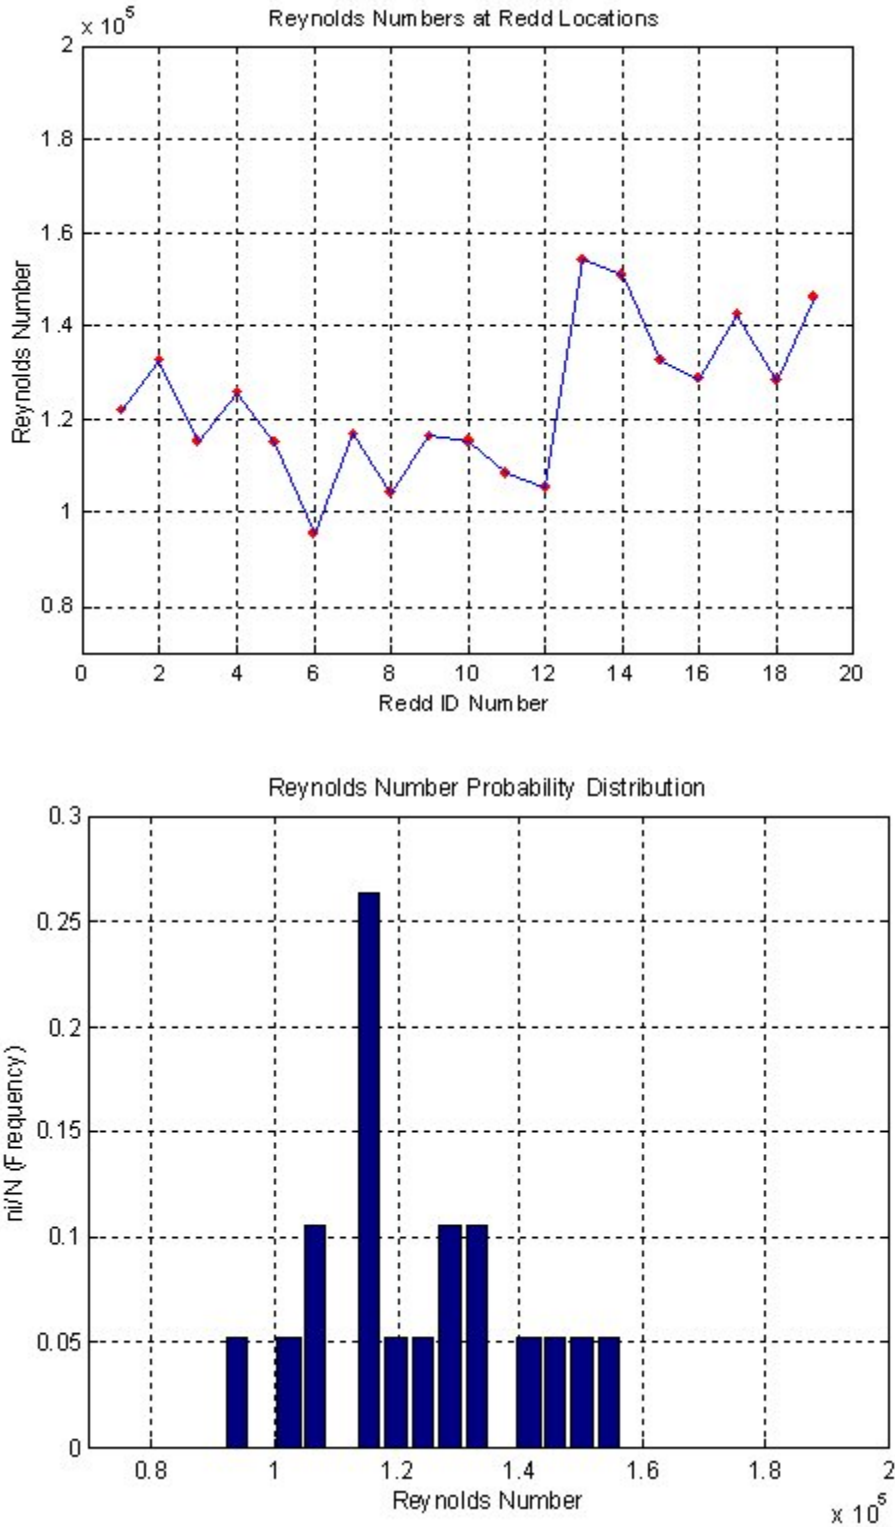 Reynolds Numbers at Redd Locations
x 10^5
2
1.8
1.6
1.4
1.2
1
0.8
Reynolds Number
0 2 4 6 8 10 12 14 16 18 20
Redd ID Number
Reynolds Number Probability Distribution
0.3
0.25
0.2
0.15
0.1
0.05
0
ni/N (Frequency)
0.8 1 1.2 1.4 1.6 1.8 2
Reynolds Number
x 10^5